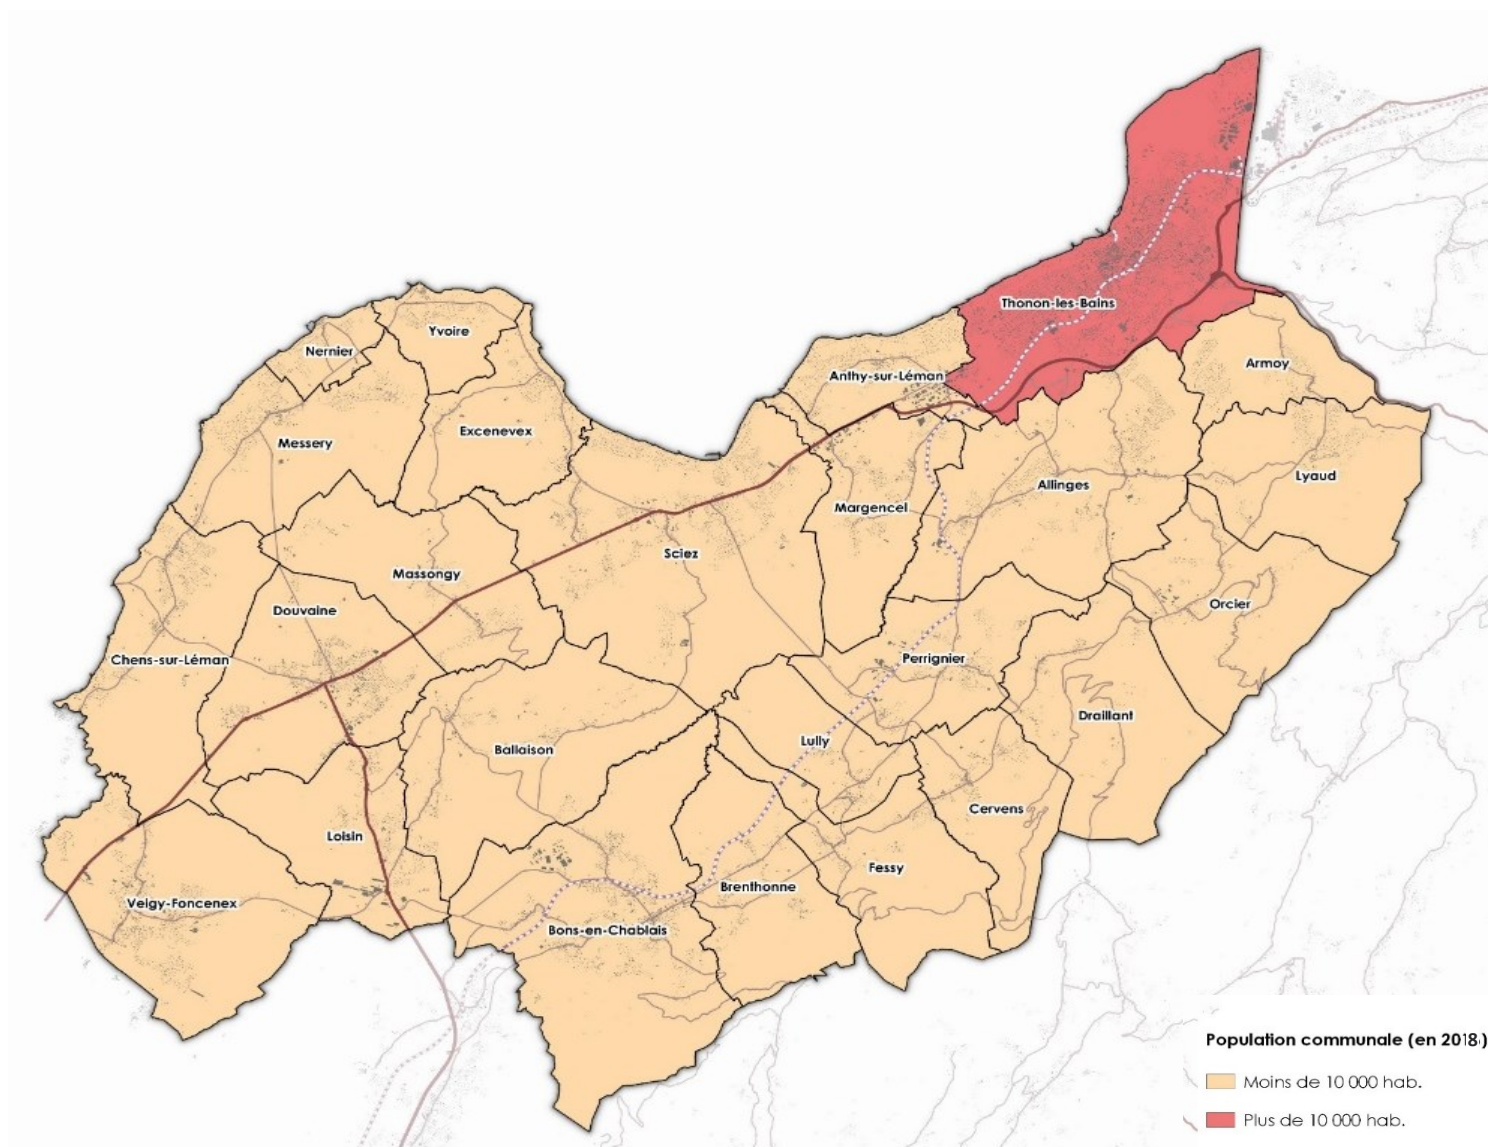 Thonon-les-Bains
Yvoire
Nernier
Armoy
Anthy-sur-Léman
Excenevex
Messery
Lyaud
Allinges
Margencel
Sciez
Massongy
Orcier
Douvaine
Chens-sur-Léman
Perrignier
Draillant
Lully
Ballaison
Cervens
Loisin
Fessy
Brenthonne
Veigy-Foncenex
Bons-en-Chablais
Population communale (en 2018)
Moins de 10 000 hab.
Plus de 10 000 hab.